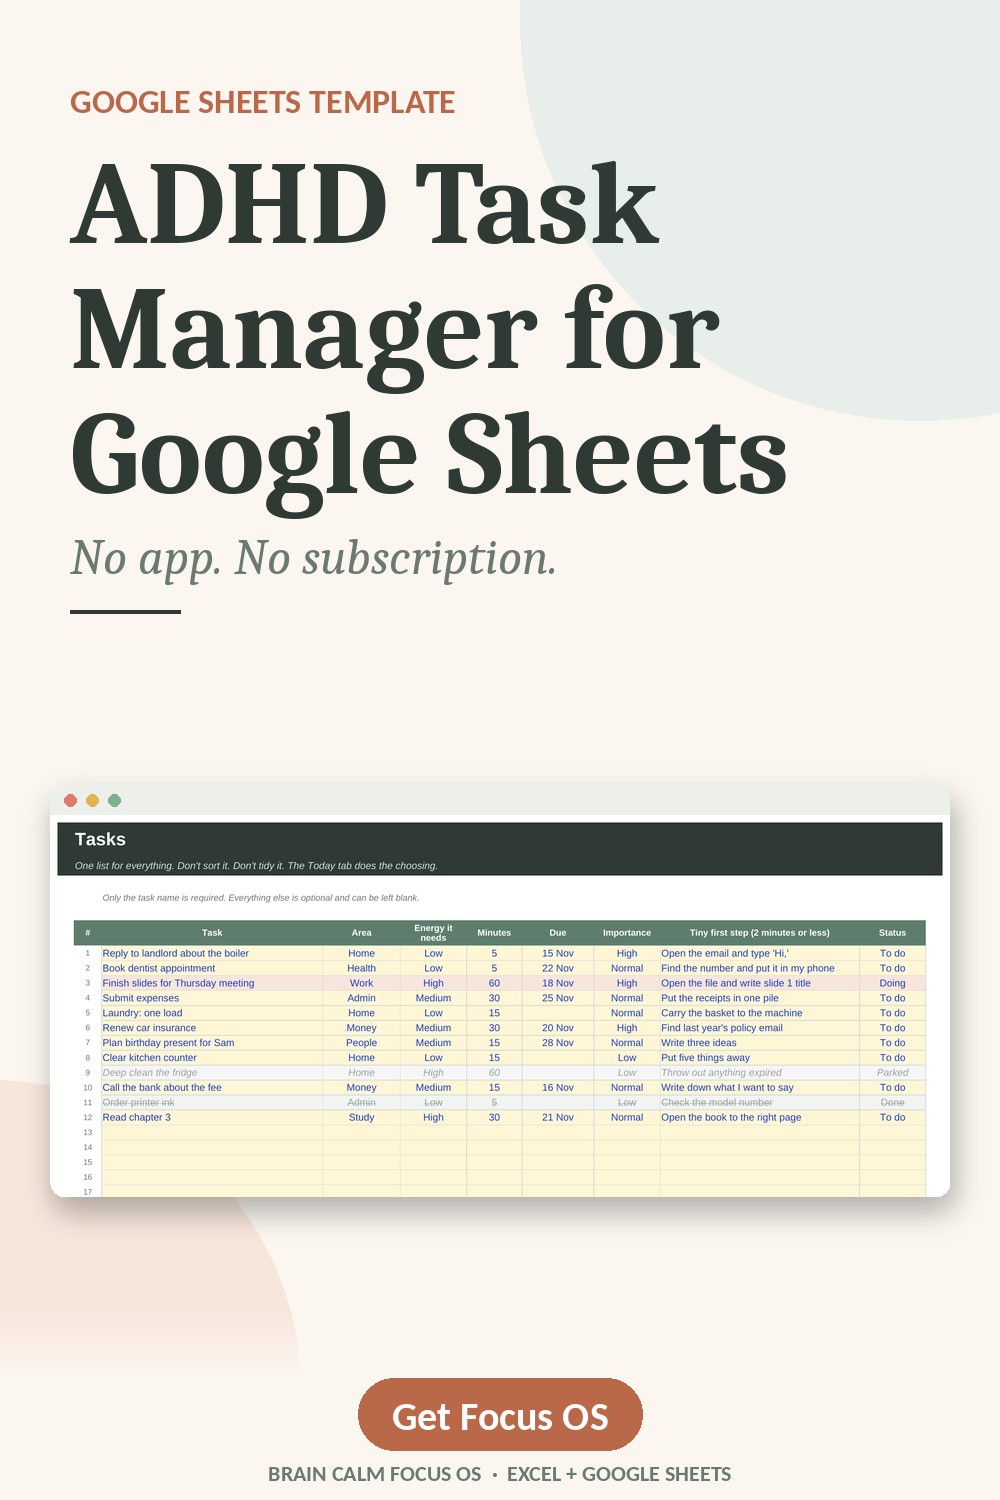 GOOGLE SHEETS TEMPLATE
ADHD Task
Manager for
Google Sheets
No app. No subscription.
Tasks
One list for everything. Don't sort it. Don't tidy it. The Today tab does the choosing.
Only the task name is required. Everything else is optional and can be left blank.
# Task Area Energy it needs Minutes Due Importance Tiny first step (2 minutes or less) Status
1 Reply to landlord about the boiler Home Low 5 15 Nov High Open the email and type 'Hi,' To do
2 Book dentist appointment Health Low 5 22 Nov Normal Find the number and put it in my phone To do
3 Finish slides for Thursday meeting Work High 60 18 Nov High Open the file and write slide 1 title Doing
4 Submit expenses Admin Medium 30 25 Nov Normal Put the receipts in one pile To do
5 Laundry: one load Home Low 15 Normal Carry the basket to the machine To do
6 Renew car insurance Money Medium 30 20 Nov High Find last year's policy email To do
7 Plan birthday present for Sam People Medium 15 28 Nov Normal Write three ideas To do
8 Clear kitchen counter Home Low 15 Low Put five things away To do
9 Deep clean the fridge Home High 60 Low Throw out anything expired Parked
10 Call the bank about the fee Money Medium 15 16 Nov Normal Write down what I want to say To do
11 Order printer ink Admin Low 5 Low Check the model number Done
12 Read chapter 3 Study High 30 21 Nov Normal Open the book to the right page To do
13
14
15
16
17
Get Focus OS
BRAIN CALM FOCUS OS · EXCEL + GOOGLE SHEETS